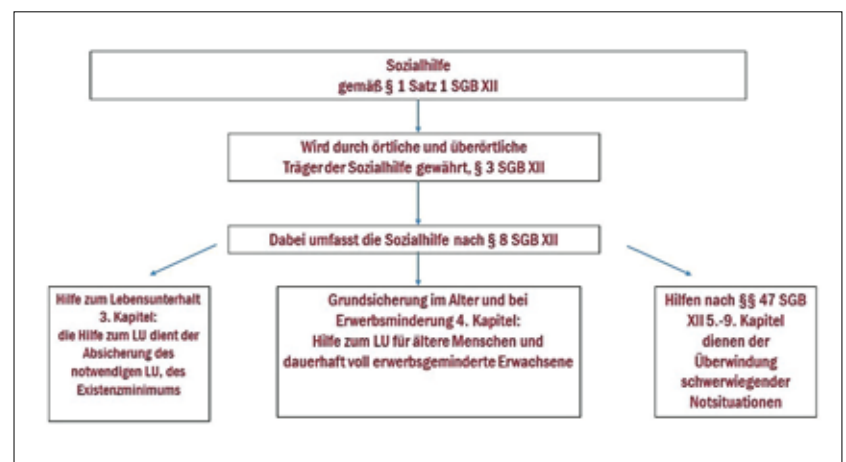 Sozialhilfe
gemäß § 1 Satz 1 SGB XII
Wird durch örtliche und überörtliche
Träger der Sozialhilfe gewährt, § 3 SGB XII
Dabei umfasst die Sozialhilfe nach § 8 SGB XII
Hilfe zum Lebensunterhalt
3. Kapitel:
die Hilfe zum LU dient der
Absicherung des
notwendigen LU, des
Existenzminimums
Grundsicherung im Alter und bei
Erwerbsminderung 4. Kapitel:
Hilfe zum LU für ältere Menschen und
dauerhaft voll erwerbsgeminderte Erwachsene
Hilfen nach §§ 47 SGB
XII 5.-9. Kapitel
dienen der
Überwindung
schwerwiegender
Notsituationen